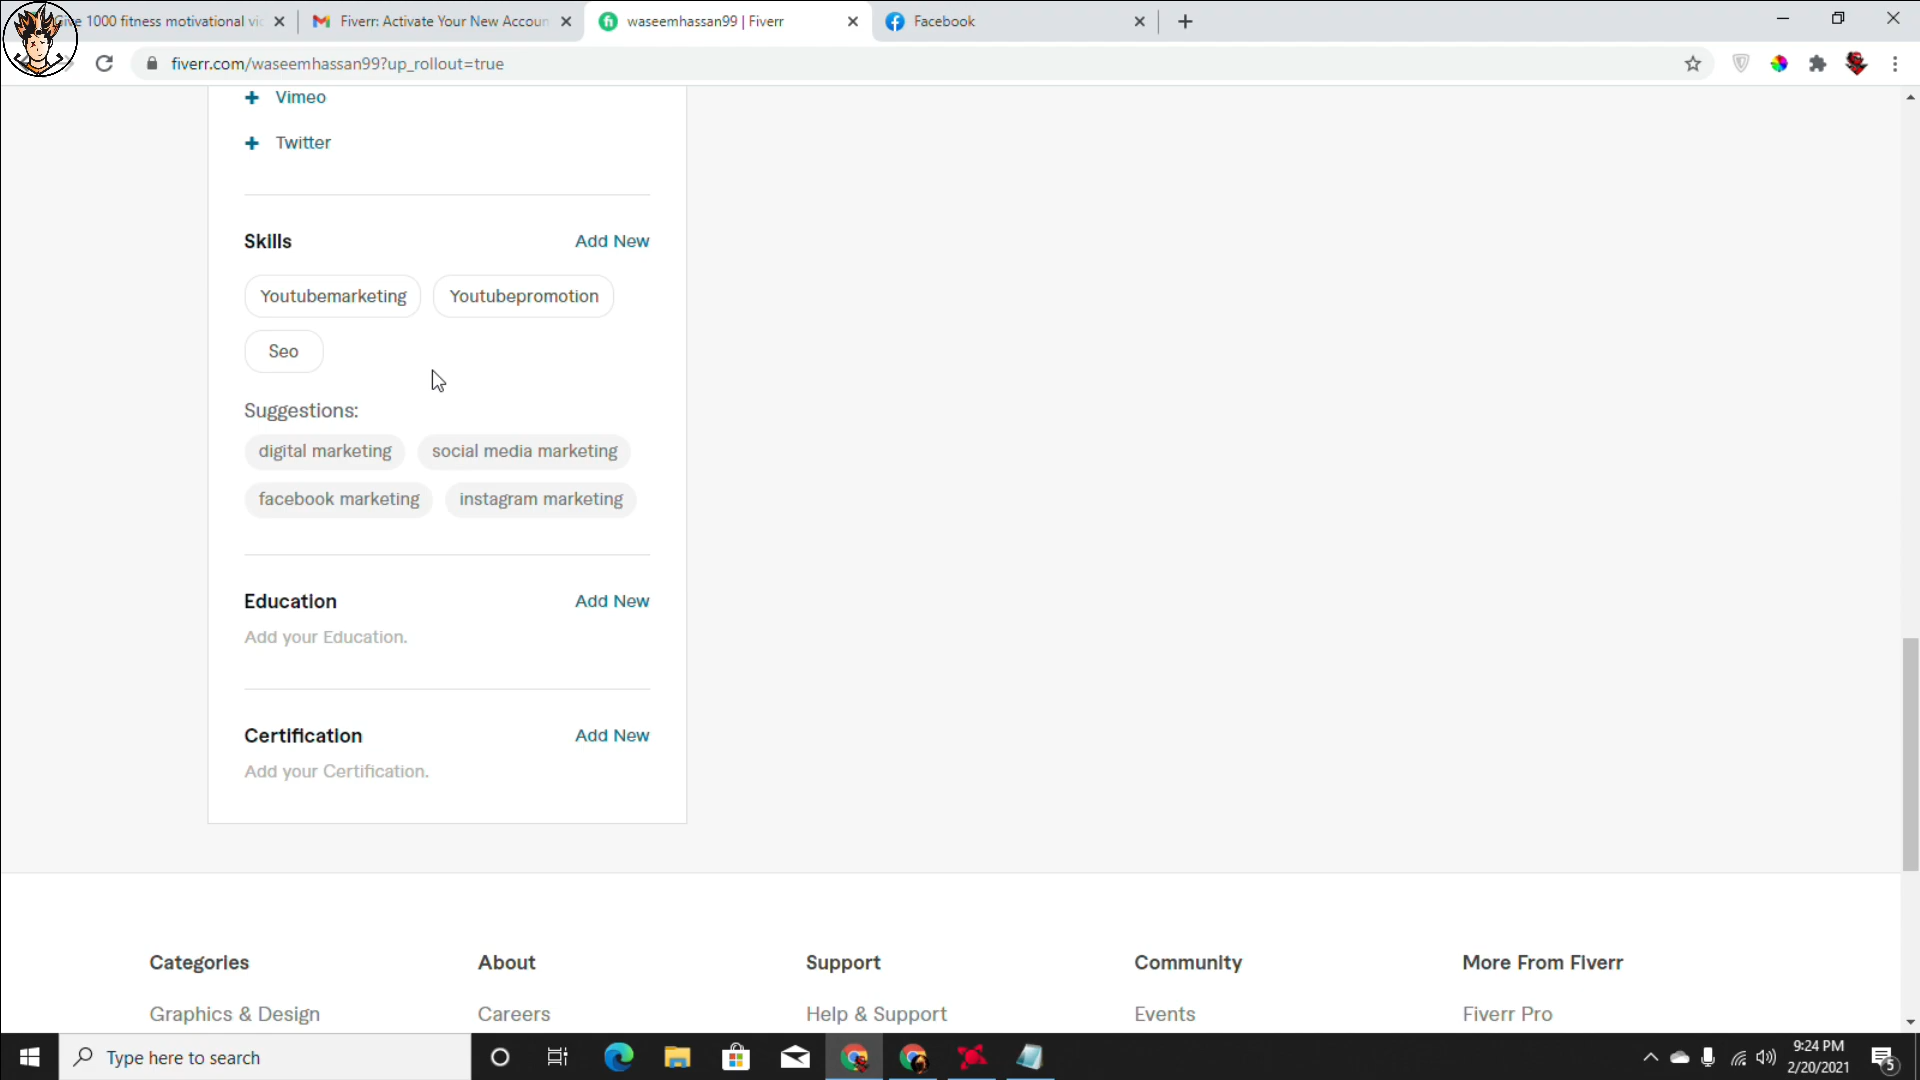 Give 1000 fitness motivational vi
Fiverr: Activate Your New Accoun
waseemhassan99 | Fiverr
Facebook
fiverr.com/waseemhassan99?up_rollout=true
+ Vimeo
+ Twitter
Skills
Add New
Youtubemarketing
Youtubepromotion
Seo
Suggestions:
digital marketing
social media marketing
facebook marketing
instagram marketing
Education
Add New
Add your Education.
Certification
Add New
Add your Certification.
Categories
About
Support
Community
More From Fiverr
Graphics & Design
Careers
Help & Support
Events
Fiverr Pro
Type here to search
9:24 PM
2/20/2021
5